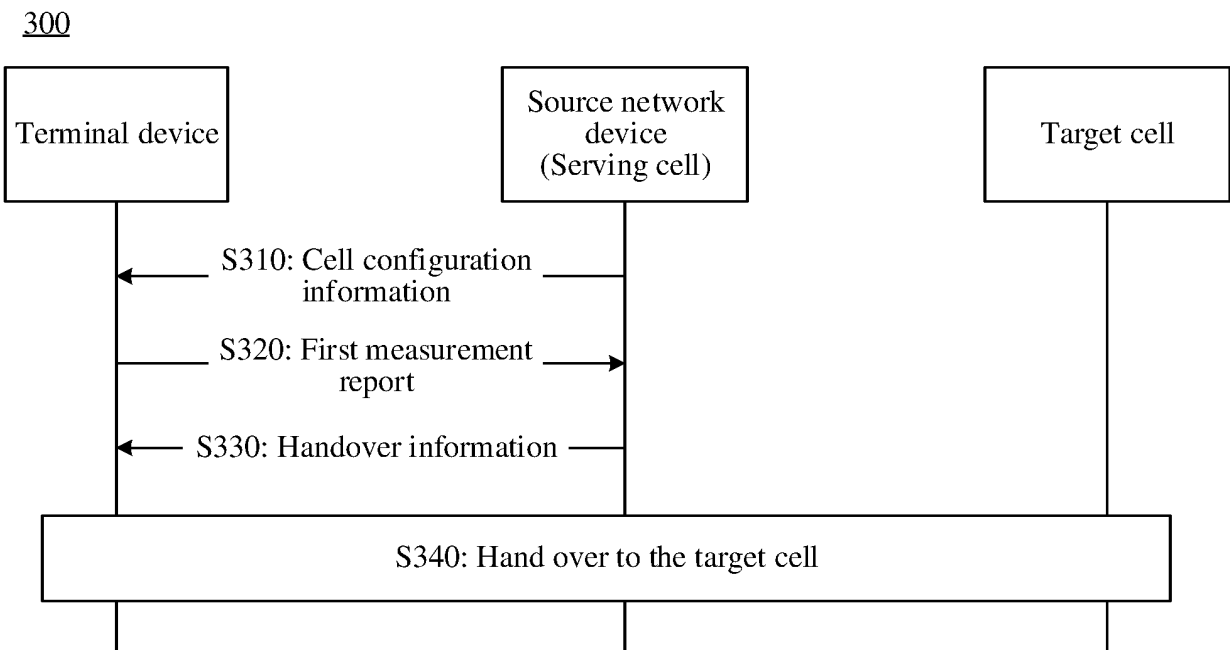 300
Terminal device
Source network
device
(Serving cell)
Target cell
S310: Cell configuration
information
S320: First measurement
report
S330: Handover information
S340: Hand over to the target cell